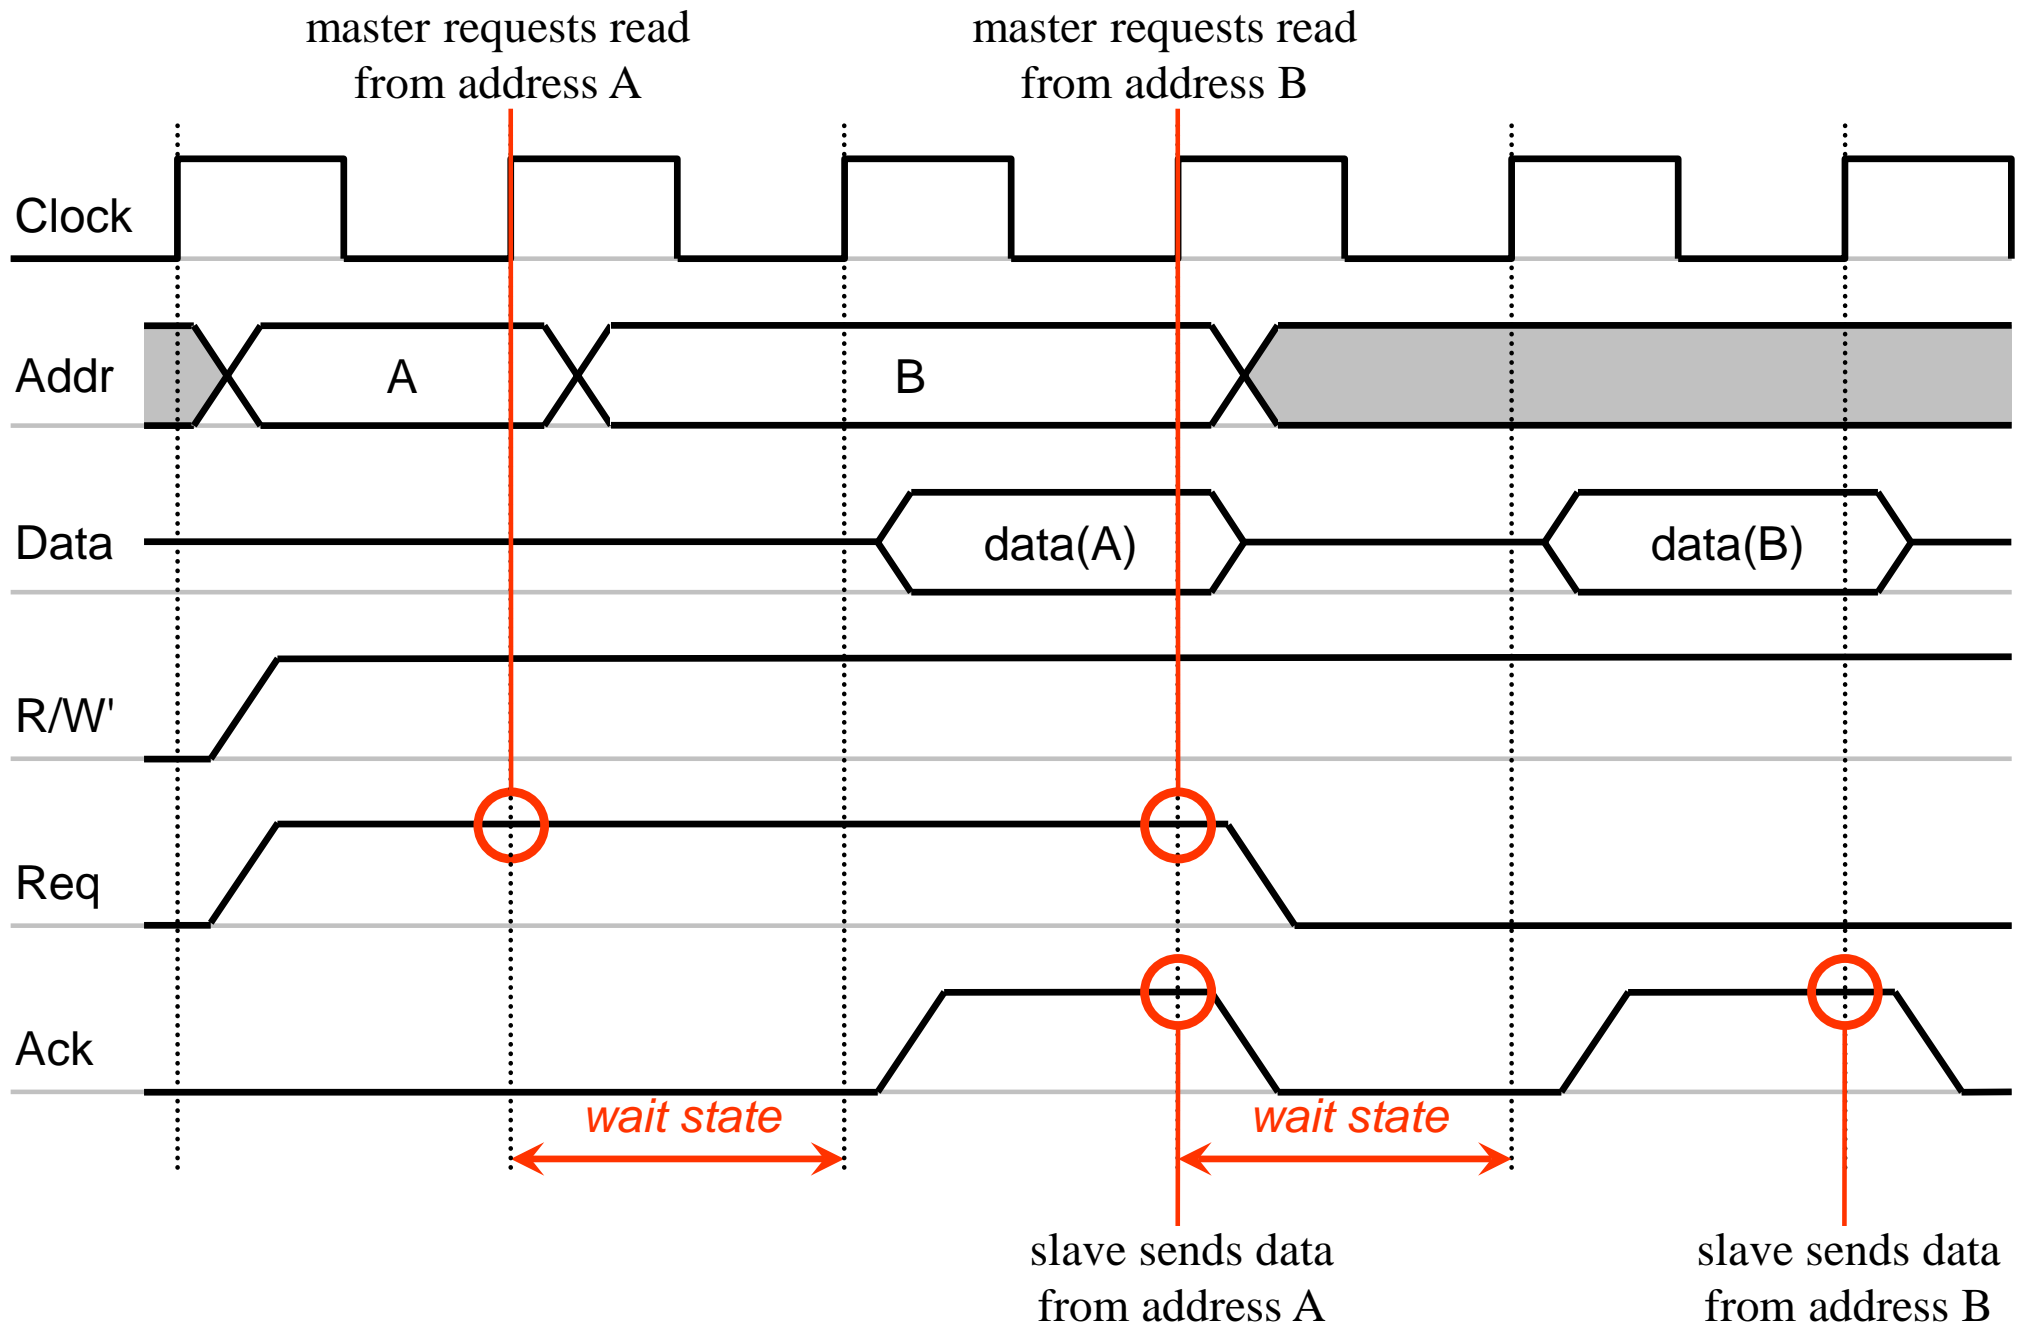 master requests read
from address A
master requests read
from address B
Clock
Addr
A
B
Data
data(A)
data(B)
R/W'
Req
Ack
wait state
wait state
slave sends data
from address A
slave sends data
from address B